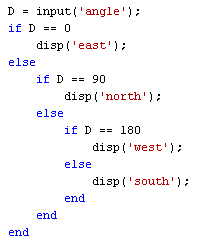 D = input('angle');
if D == 0
    disp('east');
else
    if D == 90
        disp('north');
    else
        if D == 180
            disp('west');
        else
            disp('south');
        end
    end
end